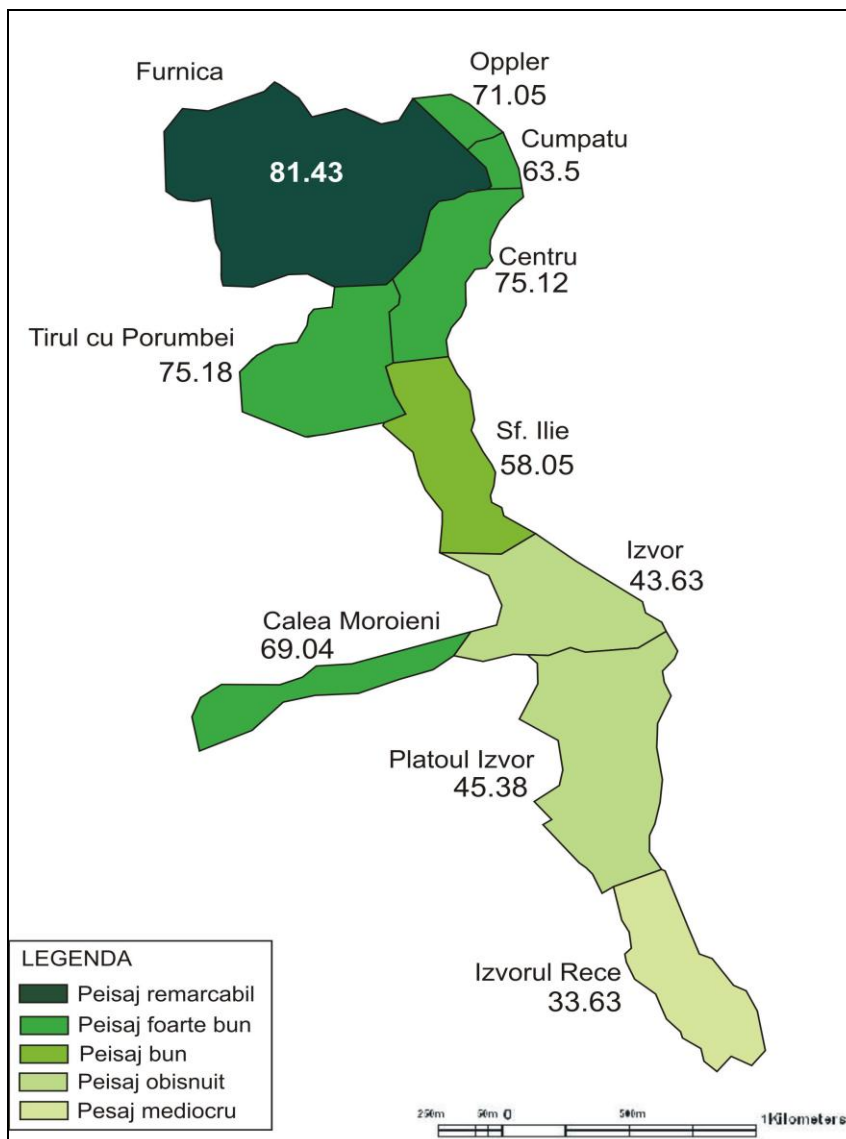 Furnica
81.43
Oppler
71.05
Cumpatu
63.5
Centru
75.12
Tirul cu Porumbei
75.18
Sf. Ilie
58.05
Izvor
43.63
Calea Moroieni
69.04
Platoul Izvor
45.38
Izvorul Rece
33.63
LEGENDA
Peisaj remarcabil
Peisaj foarte bun
Peisaj bun
Peisaj obisnuit
Pesaj mediocru
250m 50m 0 500m 1Kilometers